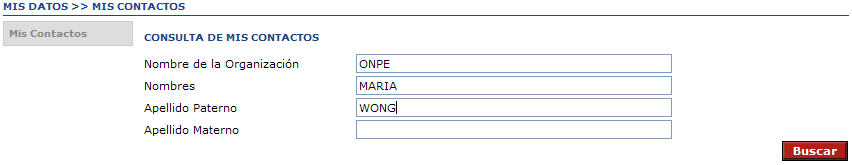 MIS DATOS >> MIS CONTACTOS
Mis Contactos
CONSULTA DE MIS CONTACTOS
Nombre de la Organización ONPE
Nombres MARIA
Apellido Paterno WONG
Apellido Materno
Buscar